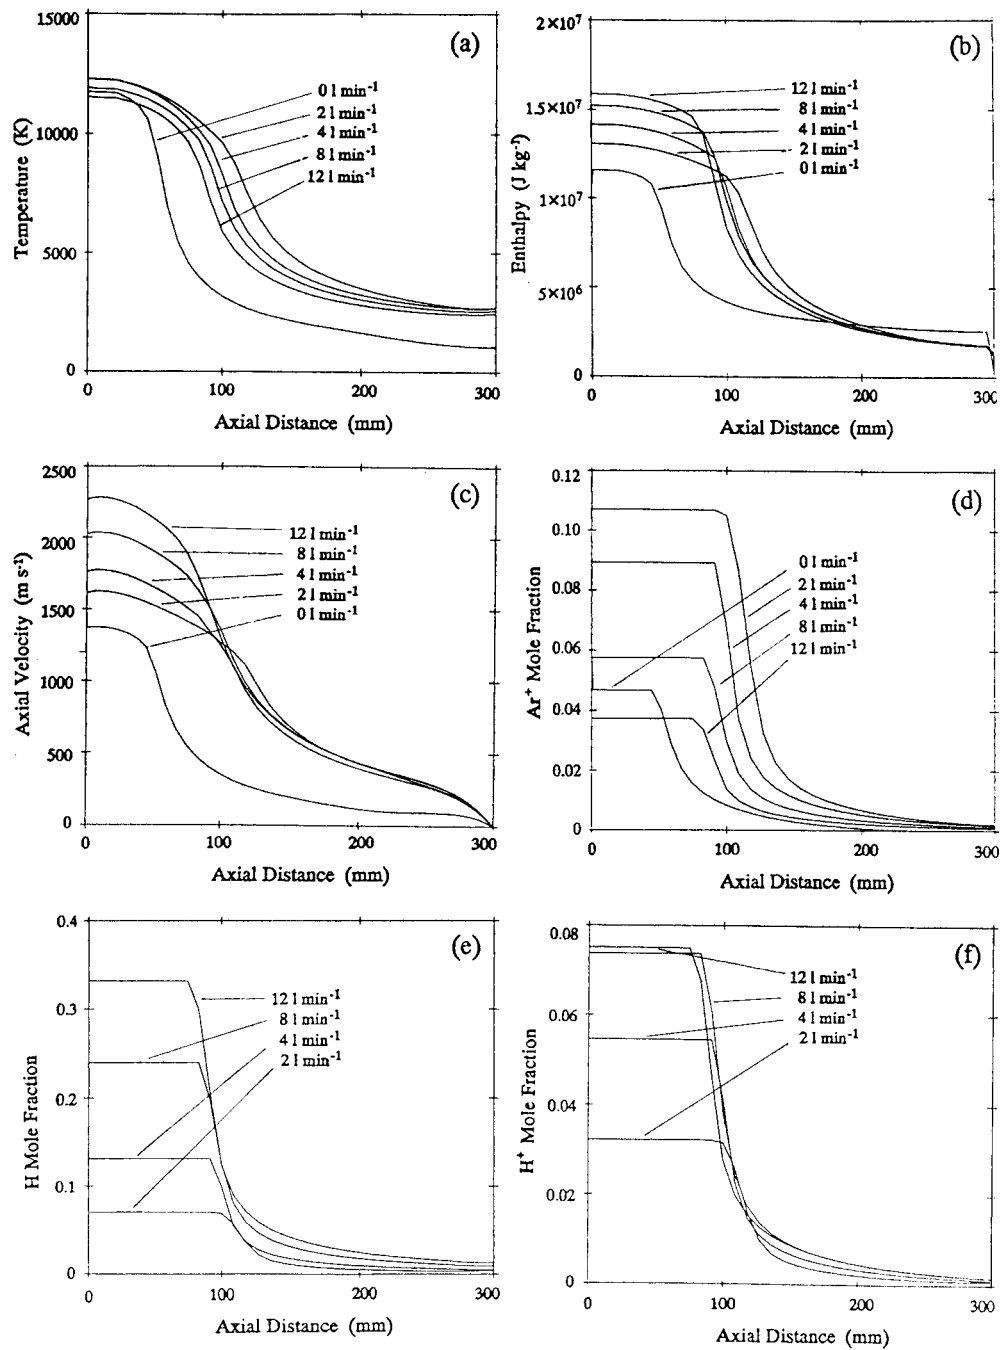 (a)
15000
10000
5000
0
Temperature (K)
0 l min⁻¹
2 l min⁻¹
4 l min⁻¹
8 l min⁻¹
12 l min⁻¹
0 100 200 300
Axial Distance (mm)
(b)
2×10⁷
1.5×10⁷
1×10⁷
5×10⁶
0
Enthalpy (J kg⁻¹)
12 l min⁻¹
8 l min⁻¹
4 l min⁻¹
2 l min⁻¹
0 l min⁻¹
0 100 200 300
Axial Distance (mm)
(c)
2500
2000
1500
1000
500
0
Axial Velocity (m s⁻¹)
12 l min⁻¹
8 l min⁻¹
4 l min⁻¹
2 l min⁻¹
0 l min⁻¹
0 100 200 300
Axial Distance (mm)
(d)
0.12
0.10
0.08
0.06
0.04
0.02
0
Ar⁺ Mole Fraction
0 l min⁻¹
2 l min⁻¹
4 l min⁻¹
8 l min⁻¹
12 l min⁻¹
0 100 200 300
Axial Distance (mm)
(e)
0.4
0.3
0.2
0.1
0
H Mole Fraction
12 l min⁻¹
8 l min⁻¹
4 l min⁻¹
2 l min⁻¹
0 100 200 300
Axial Distance (mm)
(f)
0.08
0.06
0.04
0.02
0
H⁺ Mole Fraction
12 l min⁻¹
8 l min⁻¹
4 l min⁻¹
2 l min⁻¹
0 100 200 300
Axial Distance (mm)